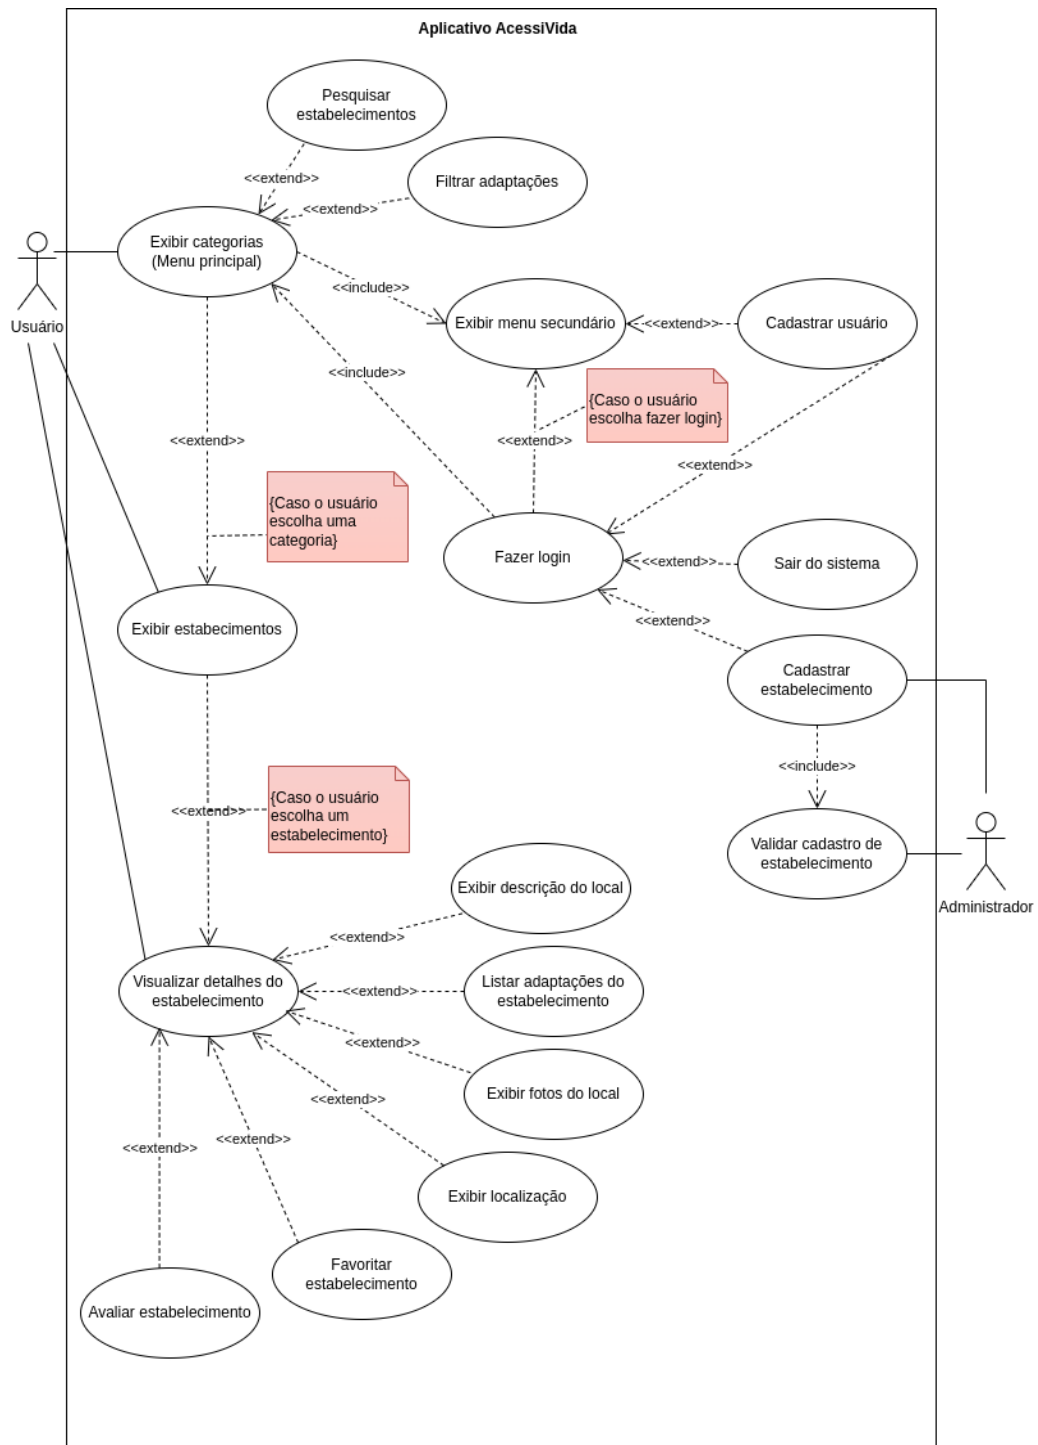 Aplicativo AcessiVida
Pesquisar
estabelecimentos
<<extend>>
Filtrar adaptações
<<extend>>
Exibir categorias
(Menu principal)
Usuário
<<include>>
Exibir menu secundário
<<extend>>
Cadastrar usuário
<<include>>
{Caso o usuário
escolha fazer login}
<<extend>>
<<extend>>
<<extend>>
{Caso o usuário
escolha uma
categoria}
Fazer login
<<extend>>
Sair do sistema
<<extend>>
Exibir estabecimentos
Cadastrar
estabelecimento
<<include>>
{Caso o usuário
escolha um
estabelecimento}
<<extend>>
Validar cadastro de
estabelecimento
Administrador
Exibir descrição do local
<<extend>>
Visualizar detalhes do
estabelecimento
<<extend>>
Listar adaptações do
estabelecimento
<<extend>>
Exibir fotos do local
<<extend>>
<<extend>>
<<extend>>
Exibir localização
Favoritar
estabelecimento
Avaliar estabelecimento